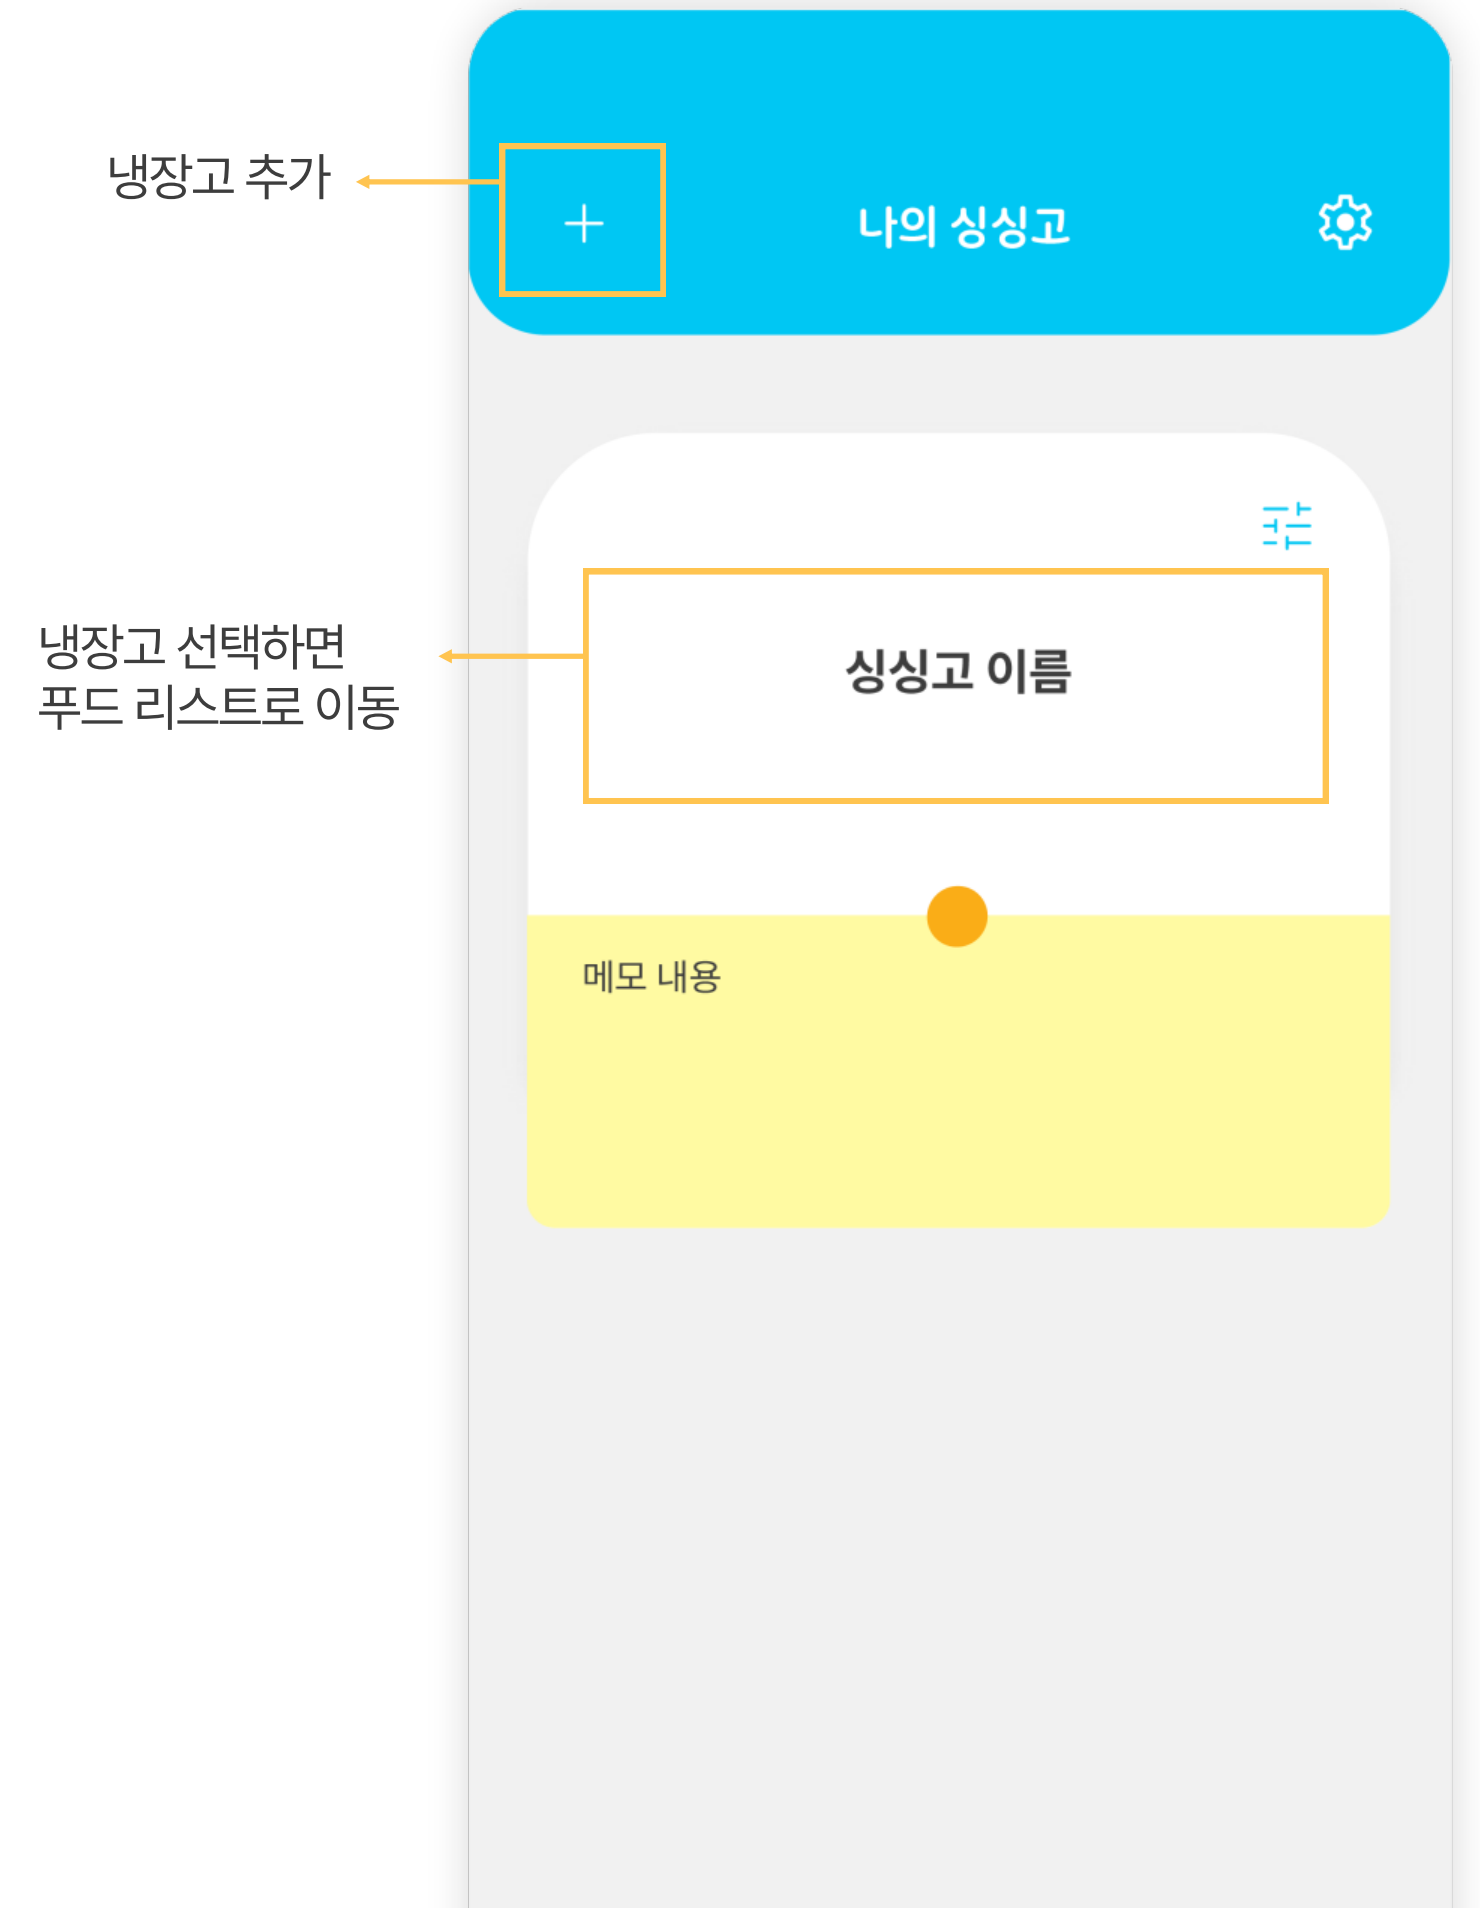 냉장고 추가
나의 싱싱고
냉장고 선택하면
푸드 리스트로 이동
싱싱고 이름
메모 내용